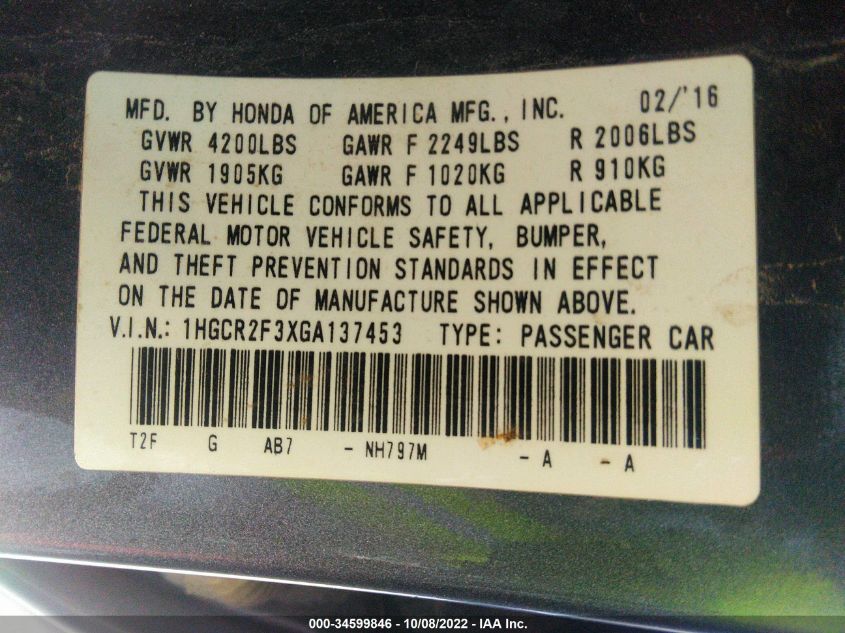 MFD. BY HONDA OF AMERICA MFG., INC. 02/'16
GVWR 4200LBS GAWR F 2249LBS R 2006LBS
GVWR 1905KG GAWR F 1020KG R 910KG
THIS VEHICLE CONFORMS TO ALL APPLICABLE
FEDERAL MOTOR VEHICLE SAFETY, BUMPER,
AND THEFT PREVENTION STANDARDS IN EFFECT
ON THE DATE OF MANUFACTURE SHOWN ABOVE.
V.I.N.: 1HGCR2F3XGA137453 TYPE: PASSENGER CAR
T2F G AB7 - NH797M - A - A
000-34599846 - 10/08/2022 - IAA Inc.